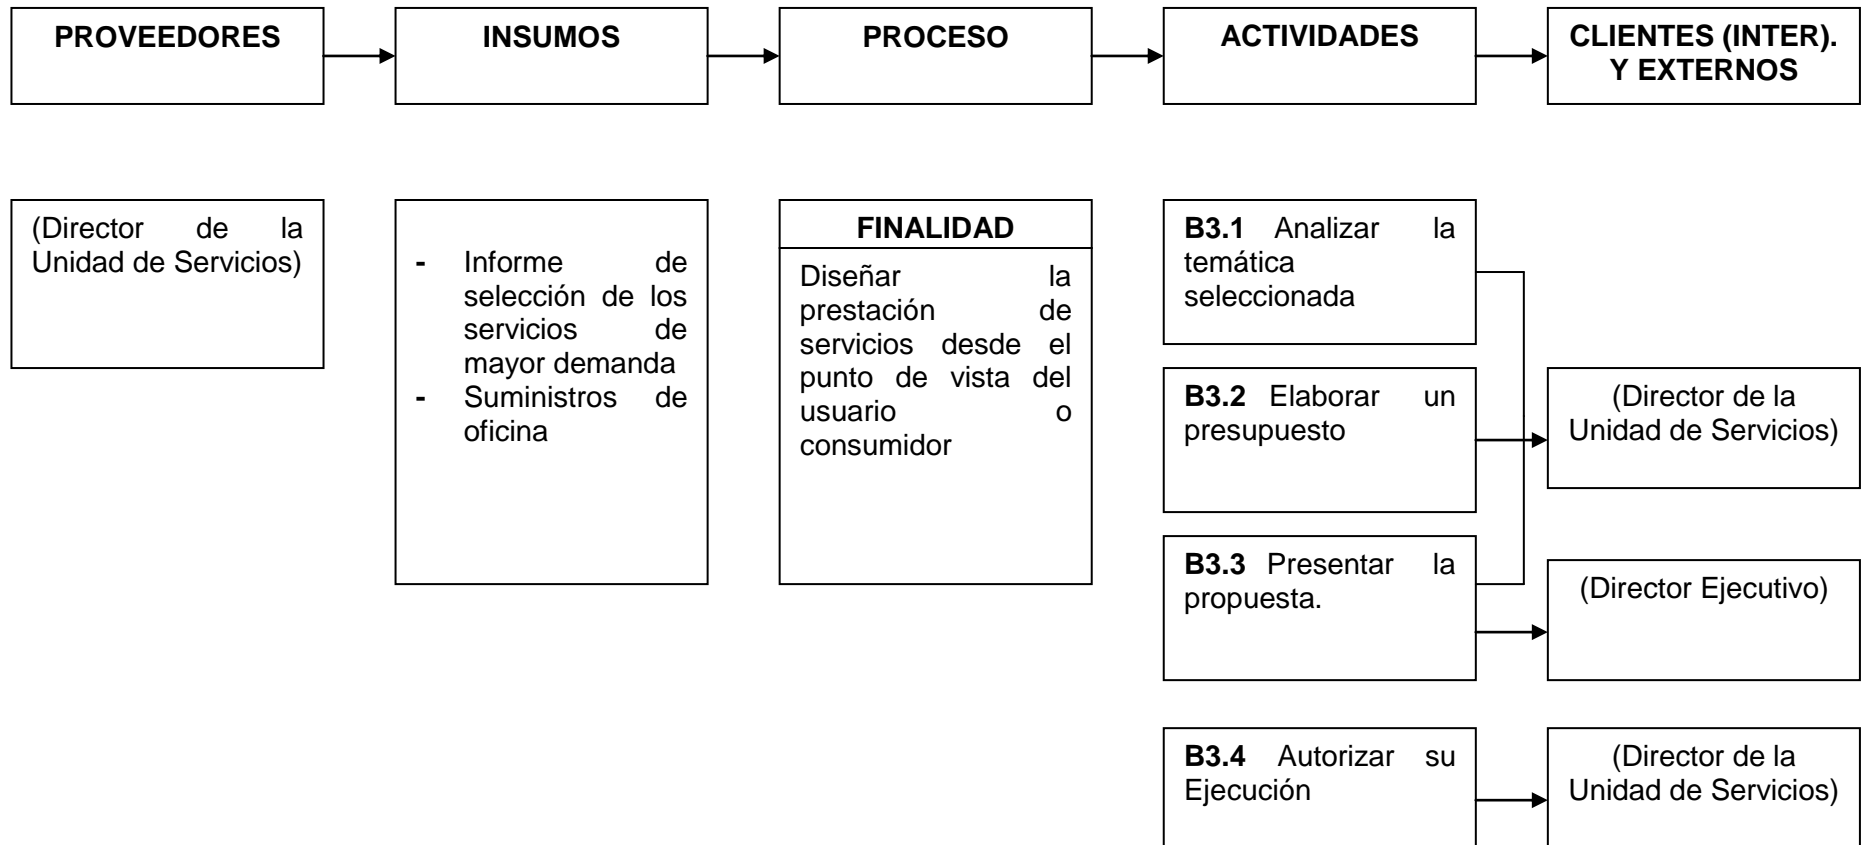 PROVEEDORES
INSUMOS
PROCESO
ACTIVIDADES
CLIENTES (INTER).
Y EXTERNOS
(Director de la
Unidad de Servicios)
- Informe de
selección de los
servicios de
mayor demanda
- Suministros de
oficina
FINALIDAD
Diseñar la
prestación de
servicios desde el
punto de vista del
usuario o
consumidor
B3.1 Analizar la
temática
seleccionada
B3.2 Elaborar un
presupuesto
B3.3 Presentar la
propuesta.
B3.4 Autorizar su
Ejecución
(Director de la
Unidad de Servicios)
(Director Ejecutivo)
(Director de la
Unidad de Servicios)